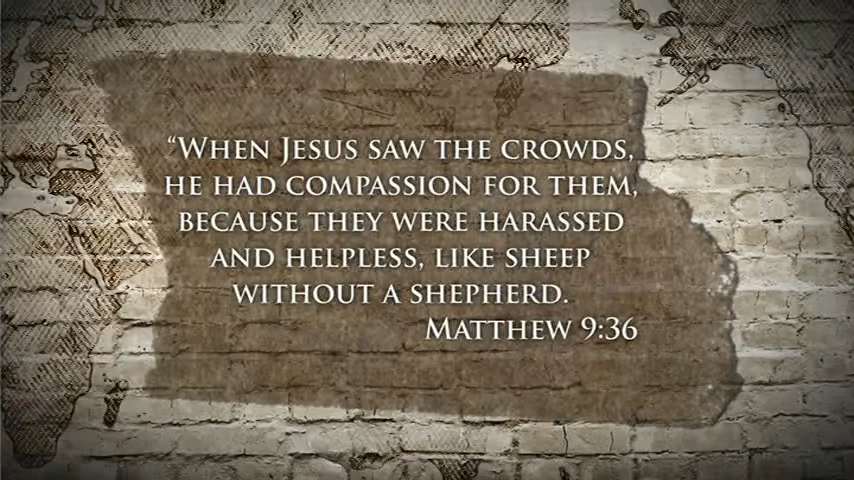 “When Jesus saw the crowds,
he had compassion for them,
because they were harassed
and helpless, like sheep
without a shepherd.
Matthew 9:36